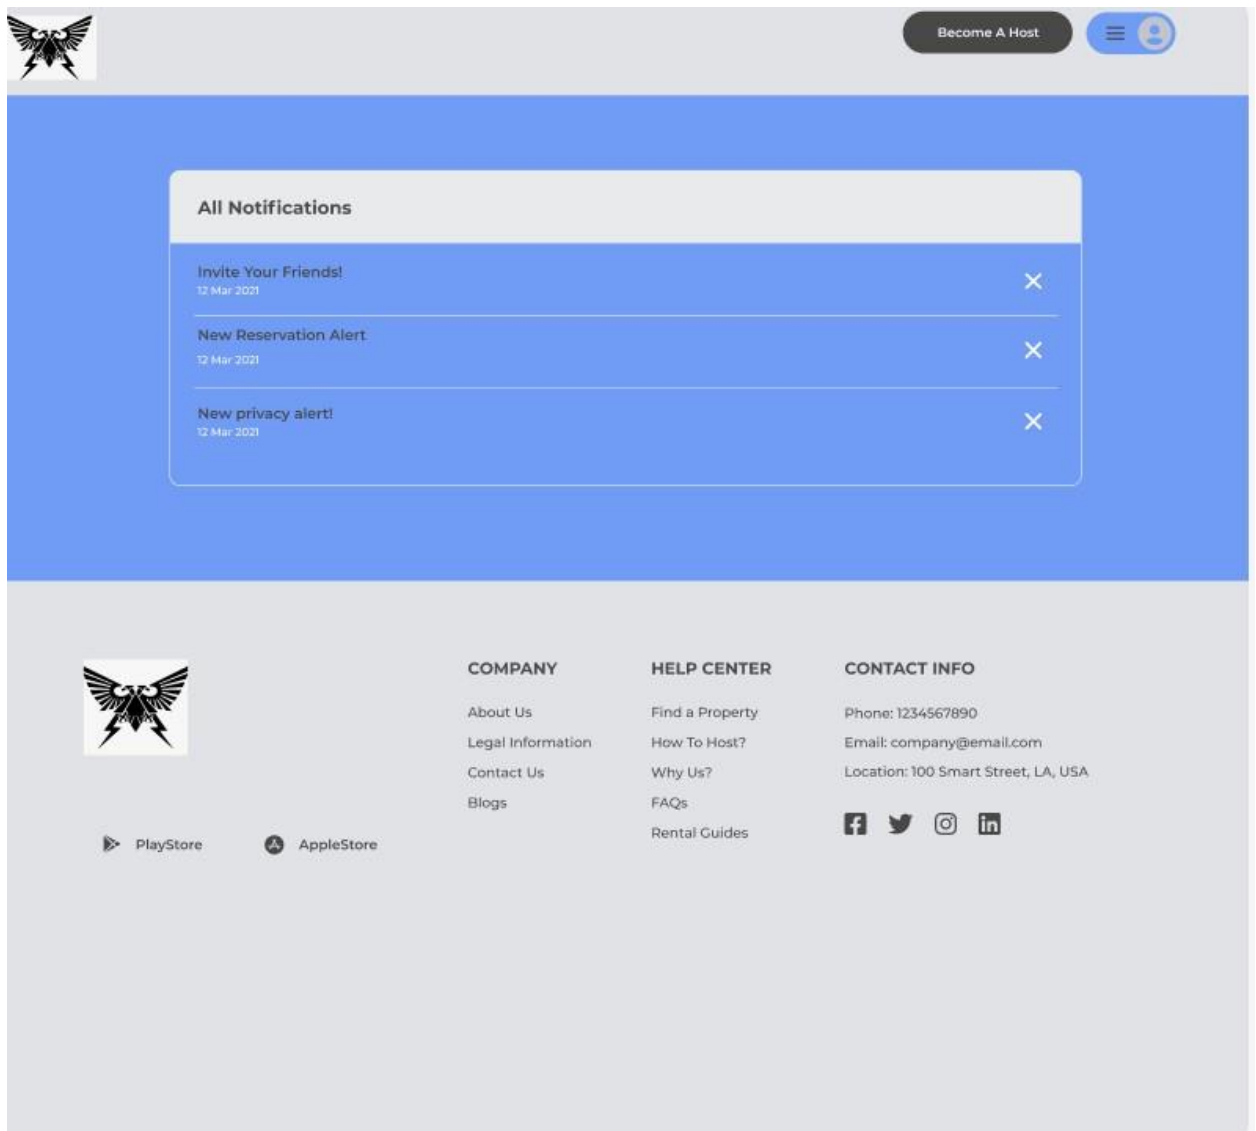 Become A Host
All Notifications
Invite Your Friends!
12 Mar 2021
New Reservation Alert
12 Mar 2021
New privacy alert!
12 Mar 2021
COMPANY
About Us
Legal Information
Contact Us
Blogs
HELP CENTER
Find a Property
How To Host?
Why Us?
FAQs
Rental Guides
CONTACT INFO
Phone: 1234567890
Email: company@email.com
Location: 100 Smart Street, LA, USA
PlayStore
AppleStore